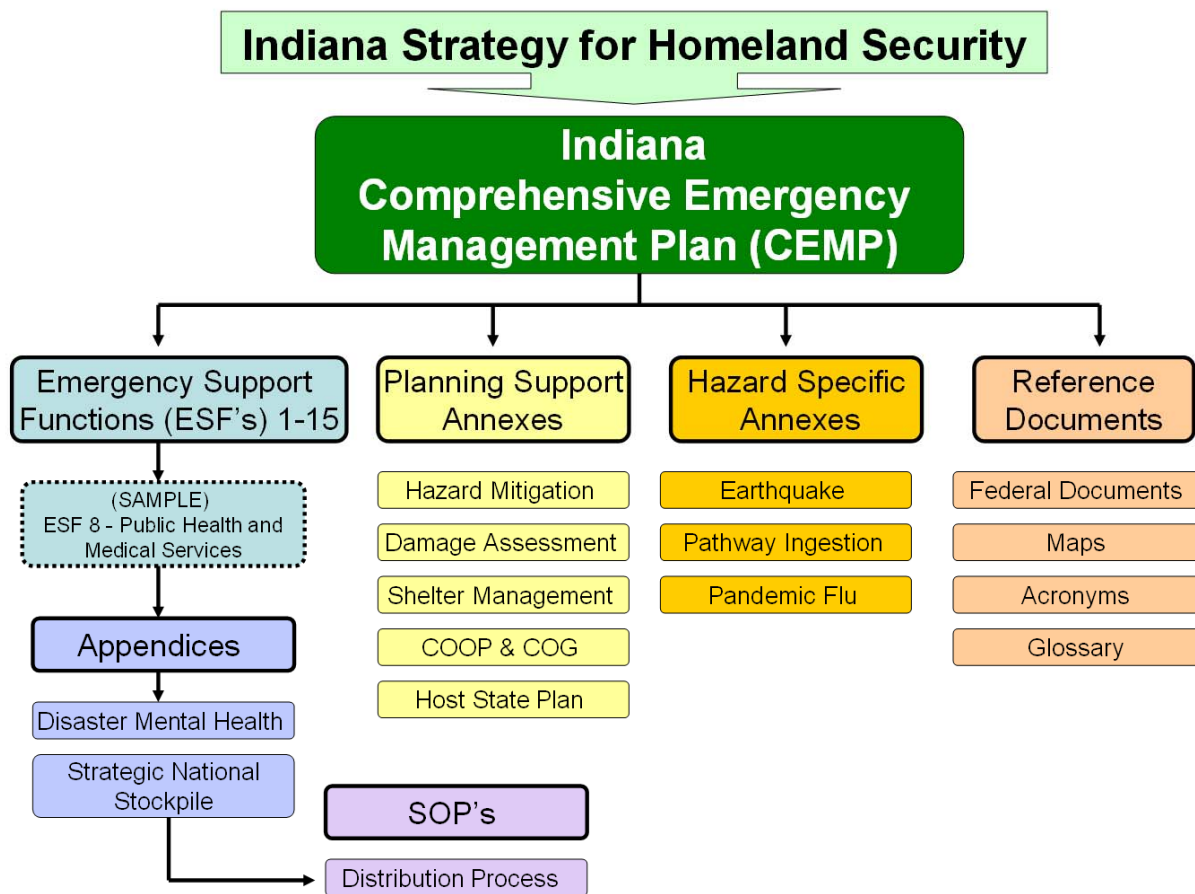 Indiana Strategy for Homeland Security
Indiana
Comprehensive Emergency
Management Plan (CEMP)
Emergency Support
Functions (ESF's) 1-15
(SAMPLE)
ESF 8 - Public Health and
Medical Services
Appendices
Disaster Mental Health
Strategic National
Stockpile
SOP's
Distribution Process
Planning Support
Annexes
Hazard Mitigation
Damage Assessment
Shelter Management
COOP & COG
Host State Plan
Hazard Specific
Annexes
Earthquake
Pathway Ingestion
Pandemic Flu
Reference
Documents
Federal Documents
Maps
Acronyms
Glossary